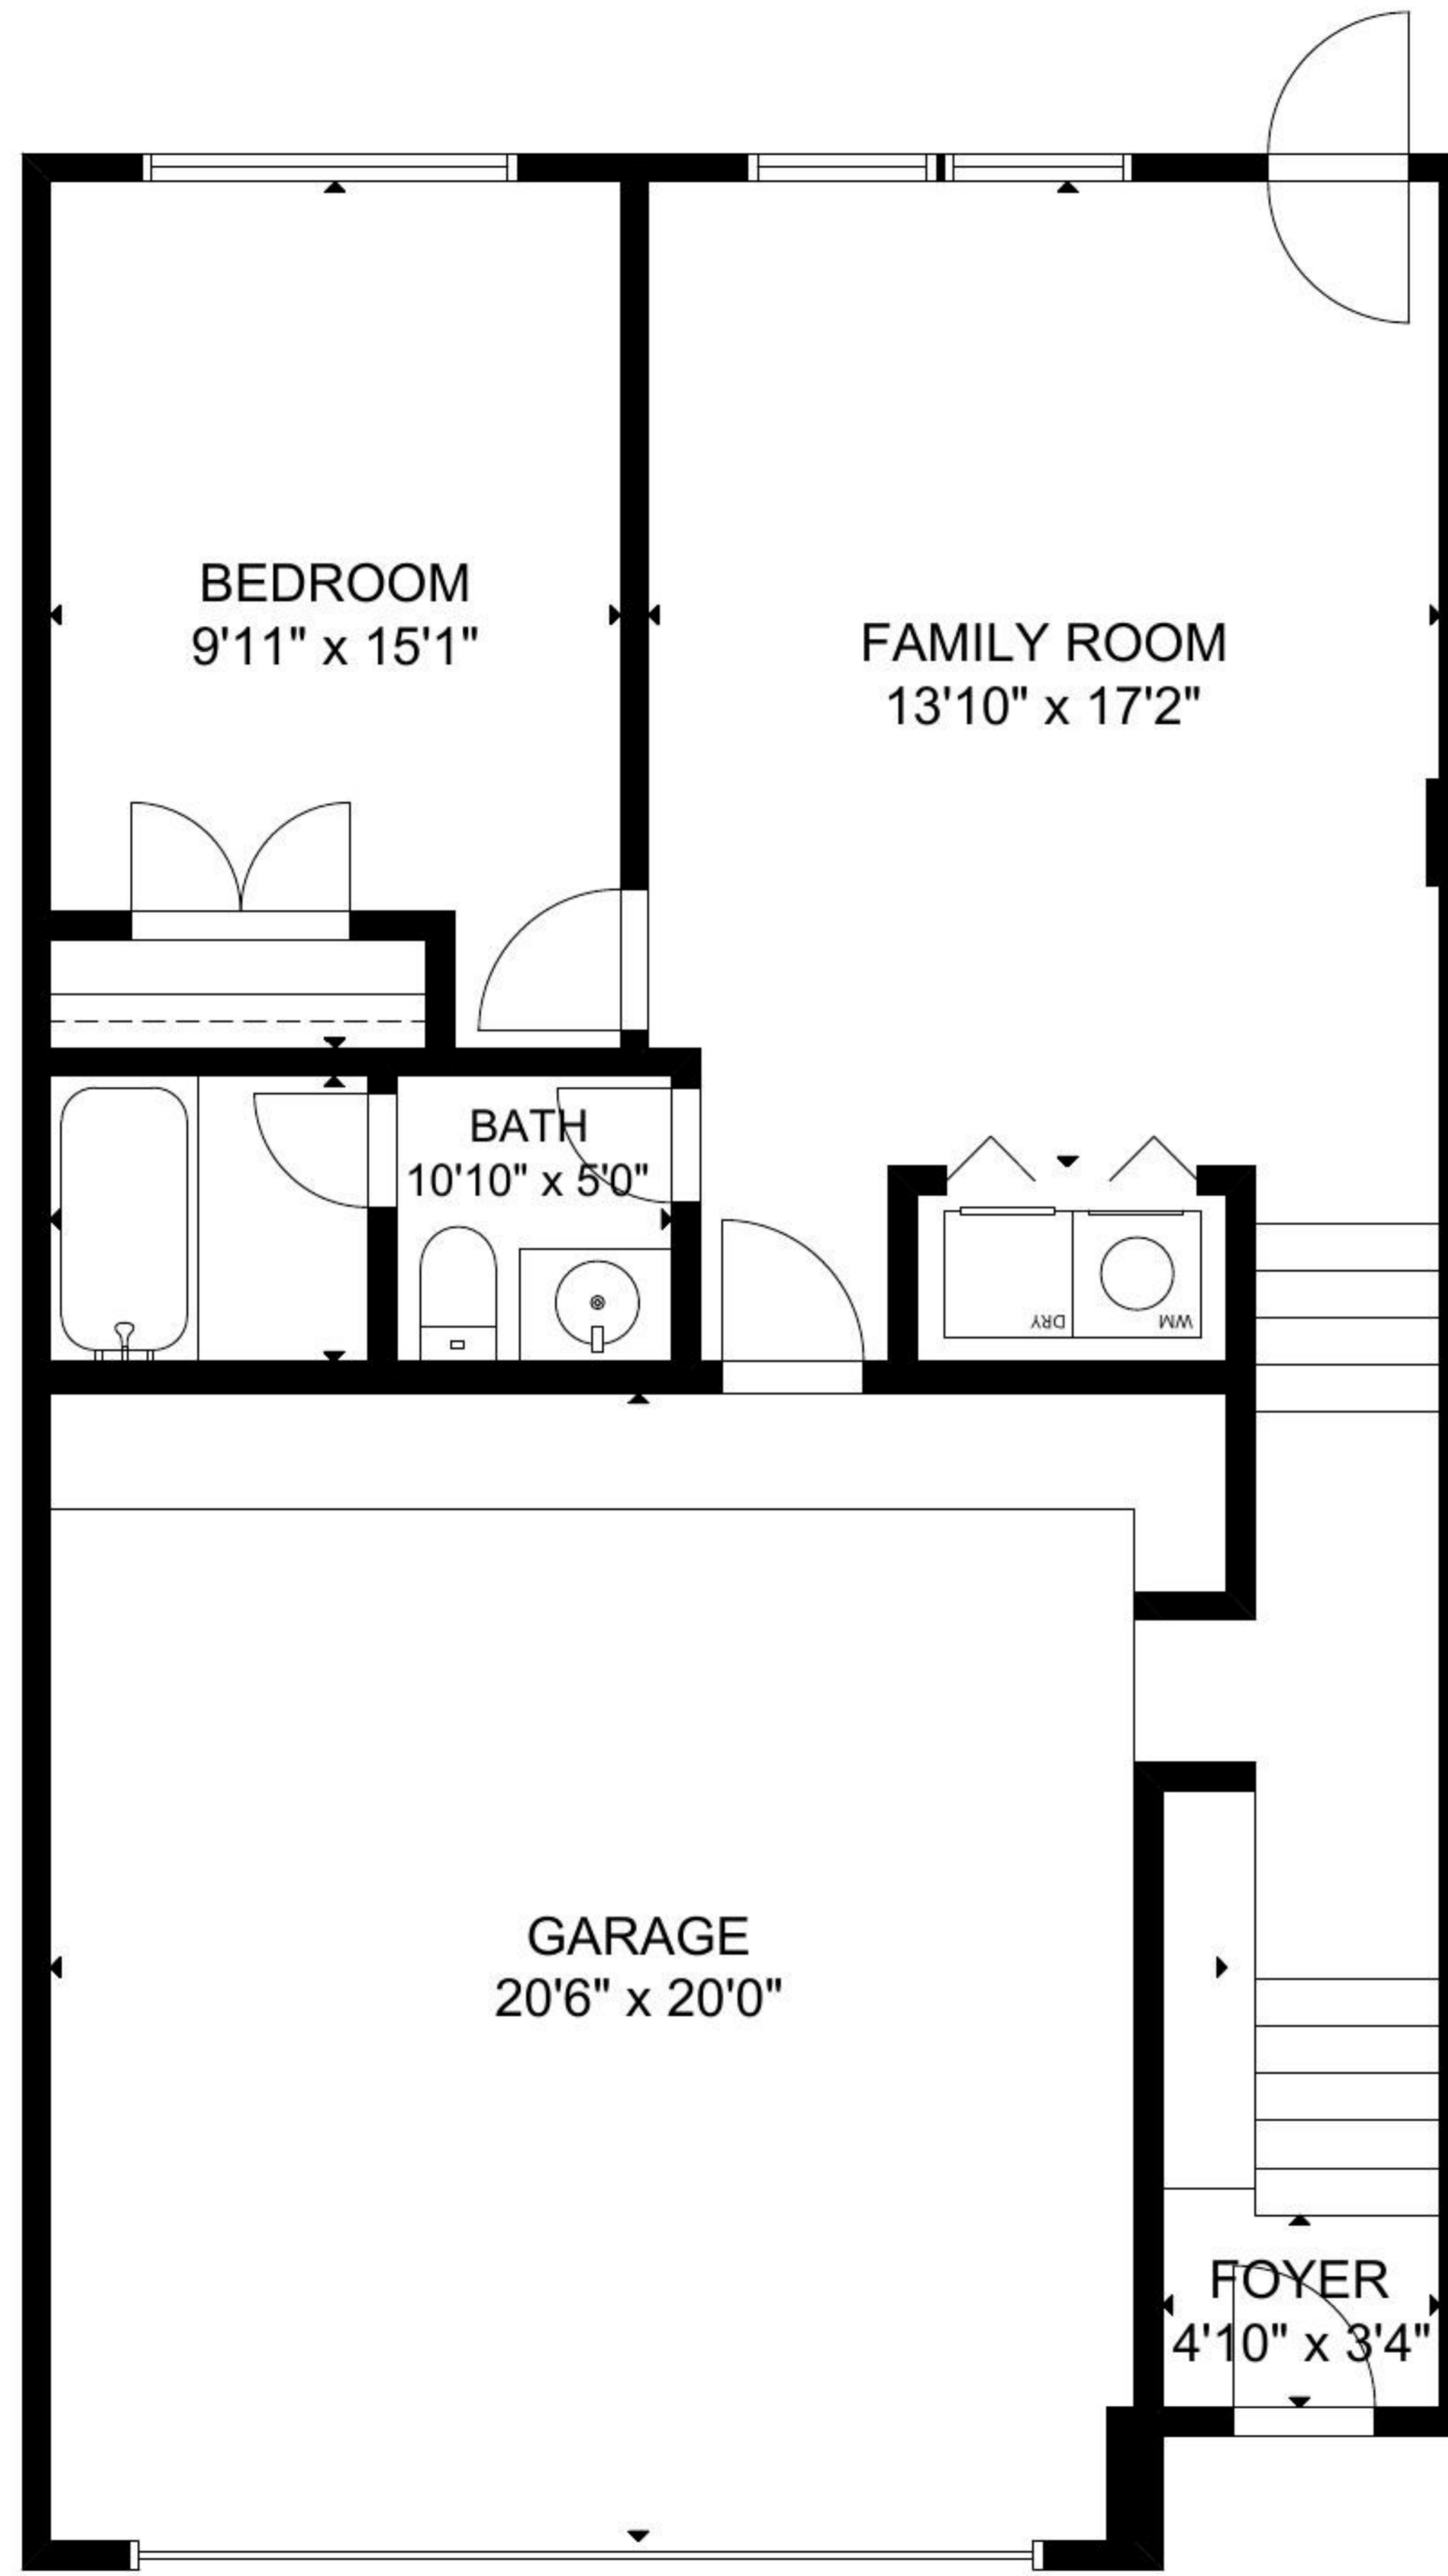 BEDROOM
9'11" x 15'1"
FAMILY ROOM
13'10" x 17'2"
BATH
10'10" x 5'0"
DRY
WM
GARAGE
20'6" x 20'0"
FOYER
4'10" x 3'4"